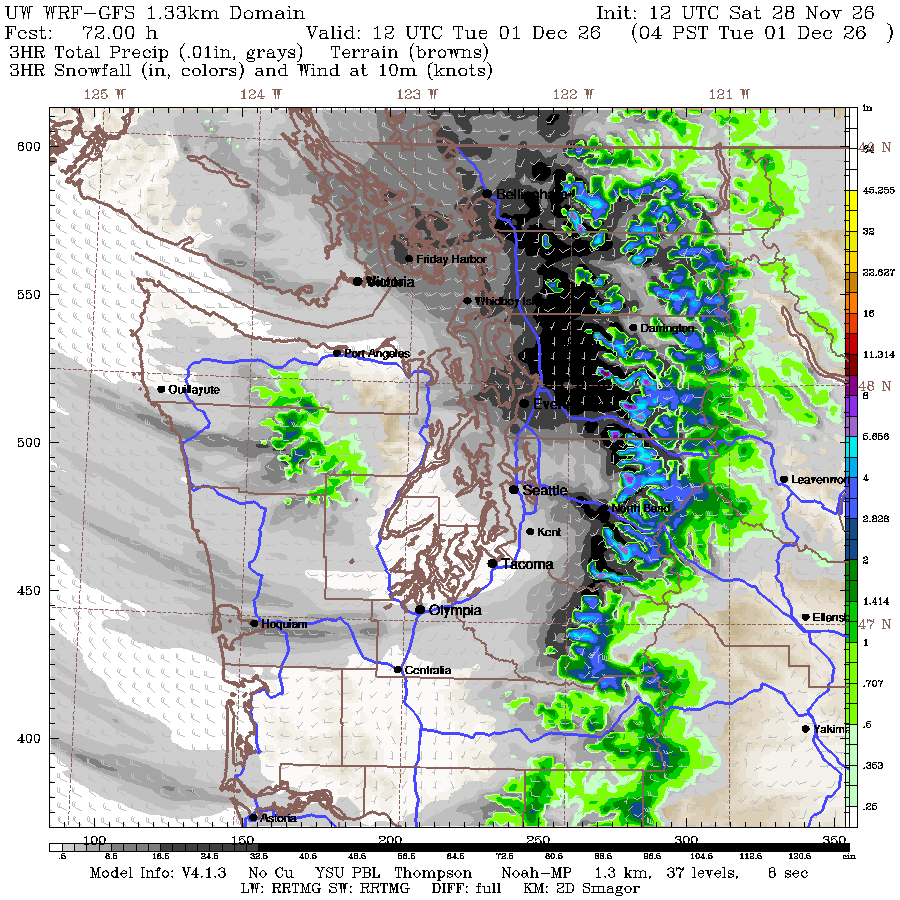 UW WRF-GFS 1.33km Domain Init: 12 UTC Sat 28 Nov 26
Fcst: 72.00 h Valid: 12 UTC Tue 01 Dec 26 (04 PST Tue 01 Dec 26 )
3HR Total Precip (.01in, grays) Terrain (browns)
3HR Snowfall (in, colors) and Wind at 10m (knots)
125 W 124 W 123 W 122 W 121 W
in
600
49 N
Bellingham
45.255
32
Friday Harbor
22.627
Victoria
550
Whidbey Is
16
Darrington
Port Angeles
11.314
Quillayute
48 N
8
Everett
5.656
500
Leavenwor
4
Seattle
North Bend
2.828
Kent
Tacoma
2
450
Olympia
1.414
Ellens
Hoquiam
47 N
1
Centralia
.707
400
Yakim
.5
.353
.25
Astoria
100 150 200 250 300 350
.5 8.5 16.5 24.5 32.5 40.5 48.5 56.5 64.5 72.5 80.5 88.5 96.5 104.5 112.5 120.5 in
Model Info: V4.1.3 No Cu YSU PBL Thompson Noah-MP 1.3 km, 37 levels, 8 sec
LW: RRTMG SW: RRTMG DIFF: full KM: 2D Smagor